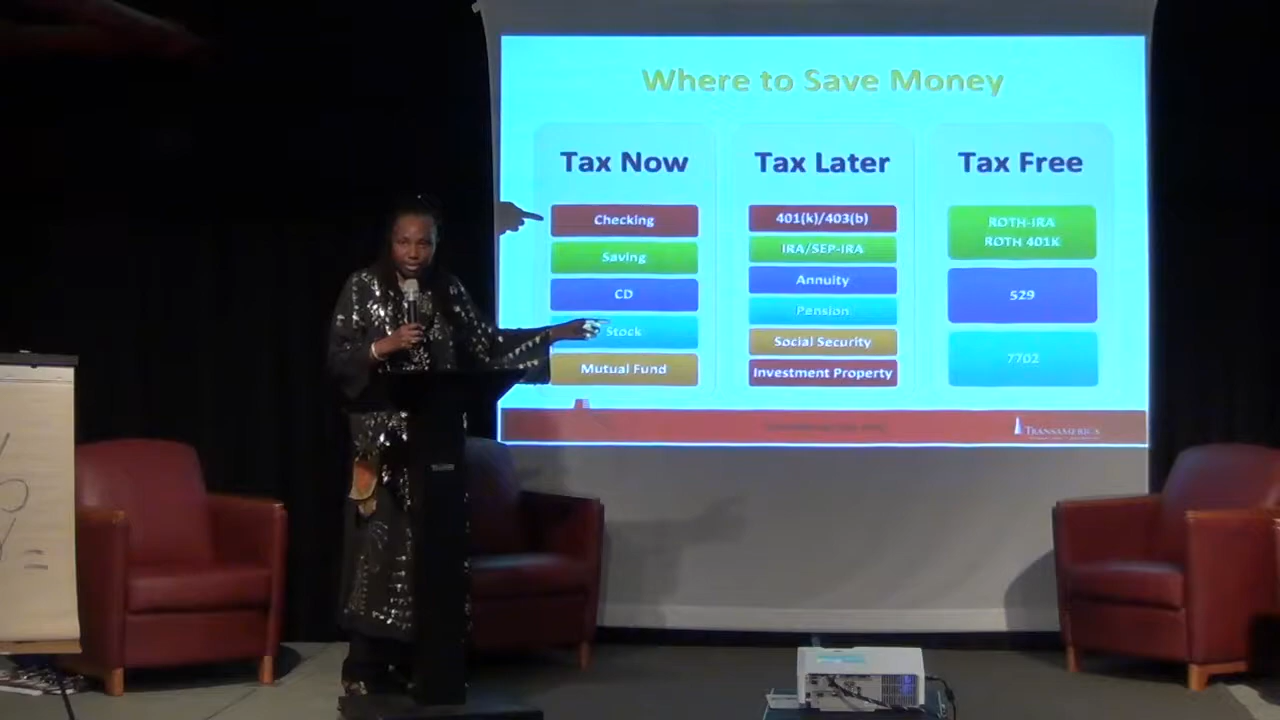 Where to Save Money
Tax Now
Checking
Saving
CD
Stock
Mutual Fund
Tax Later
401(k)/403(b)
IRA/SEP-IRA
Annuity
Pension
Social Security
Investment Property
Tax Free
ROTH-IRA
ROTH 401K
529
7702
TRANSAMERICA